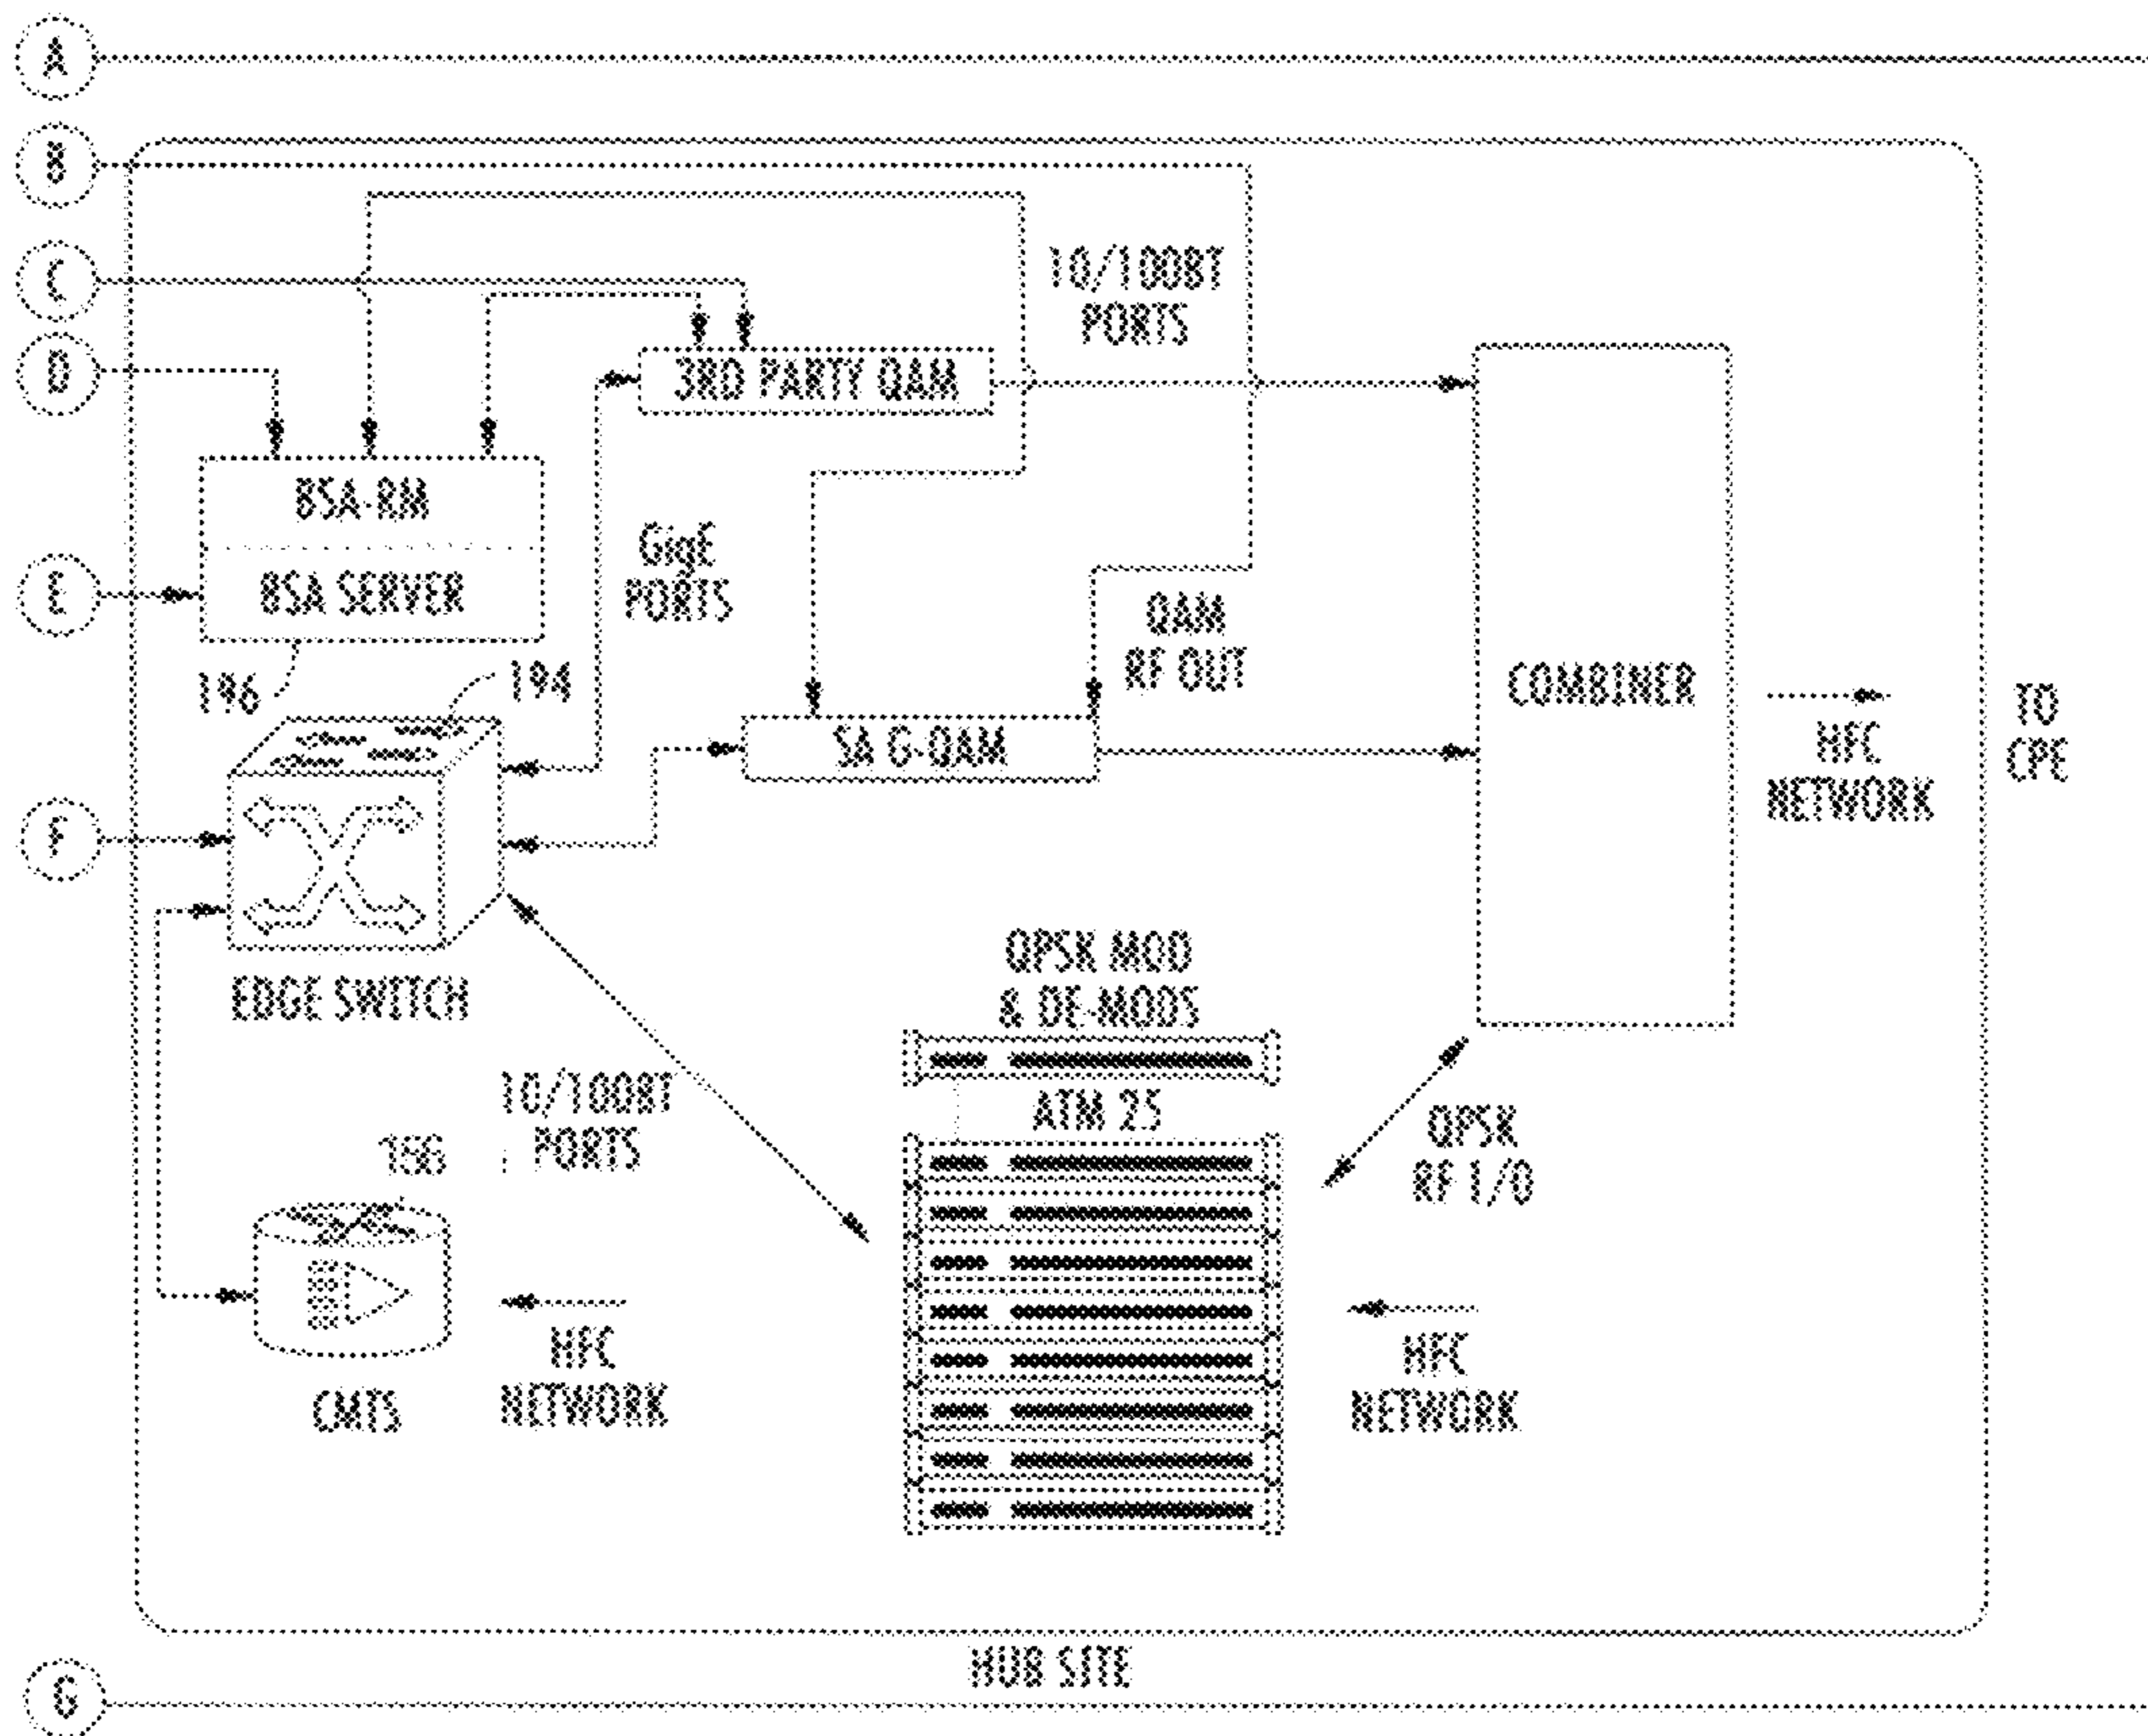 A
B
C
D
E
F
G
10/100BT
PORTS
3RD PARTY QAM
BSA-RM
BSA SERVER
GigE
PORTS
196
194
QAM
RF OUT
SA G-QAM
COMBINER
HFC
NETWORK
TO
CPE
EDGE SWITCH
QPSK MOD
& DE-MODS
ATM 25
10/100BT
PORTS
QPSK
RF I/O
CMTS
HFC
NETWORK
HFC
NETWORK
HUB SITE